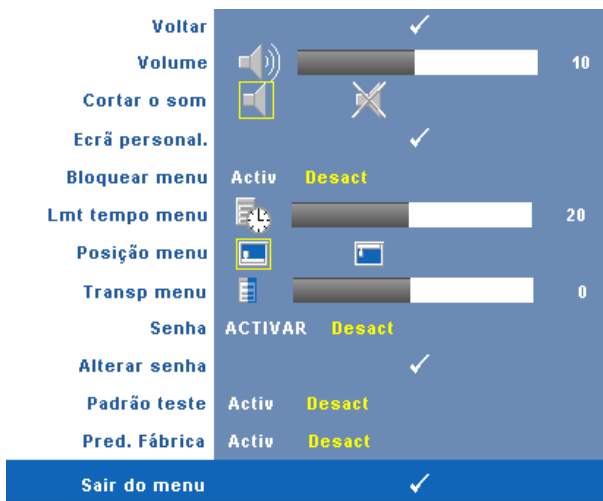 Voltar
Volume 10
Cortar o som
Ecrã personal.
Bloquear menu Activ Desact
Lmt tempo menu 20
Posição menu
Transp menu 0
Senha ACTIVAR Desact
Alterar senha
Padrão teste Activ Desact
Pred. Fábrica Activ Desact
Sair do menu